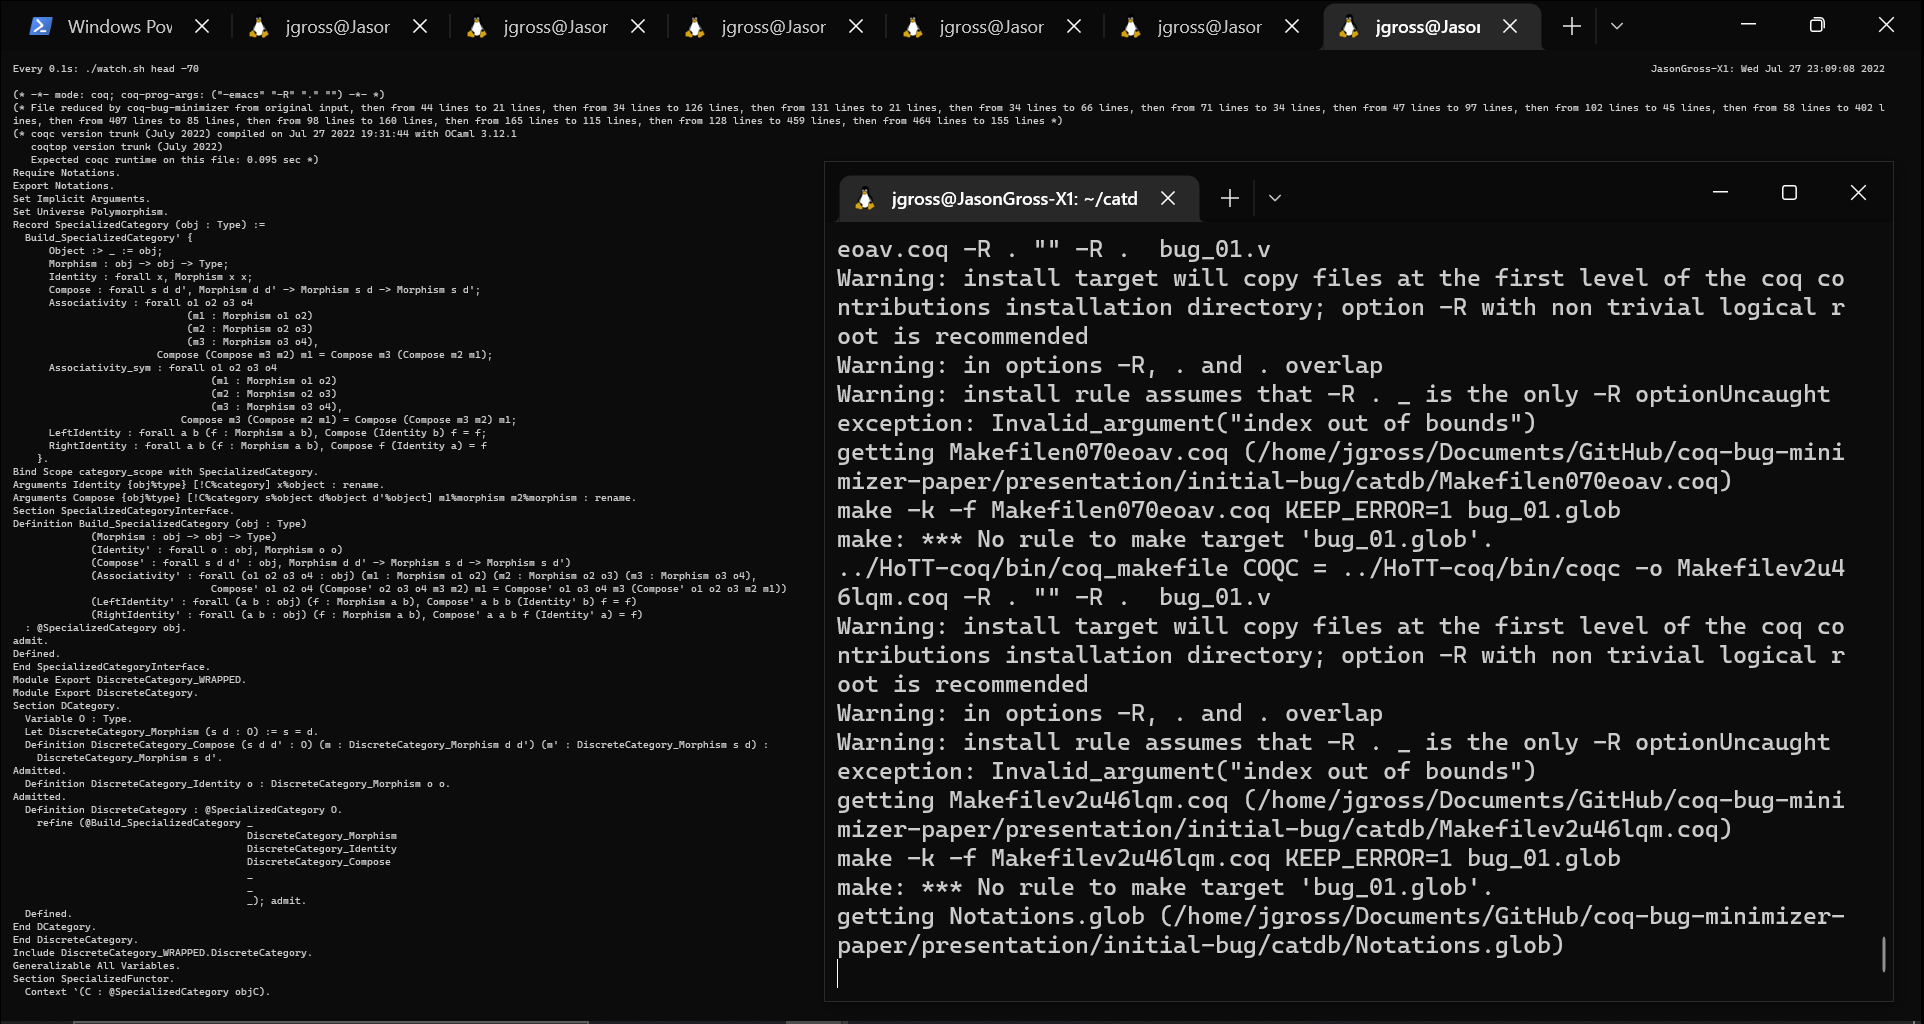 Windows Pow
jgross@Jasor
jgross@Jasor
jgross@Jasor
jgross@Jasor
jgross@Jasor
jgross@Jasor
Every 0.1s: ./watch.sh head -70
JasonGross-X1: Wed Jul 27 23:09:08 2022
(* -*- mode: coq; coq-prog-args: ("-emacs" "-R" "." "") -*- *)
(* File reduced by coq-bug-minimizer from original input, then from 44 lines to 21 lines, then from 34 lines to 126 lines, then from 131 lines to 21 lines, then from 34 lines to 66 lines, then from 71 lines to 34 lines, then from 47 lines to 97 lines, then from 102 lines to 45 lines, then from 58 lines to 402 l
ines, then from 407 lines to 85 lines, then from 98 lines to 160 lines, then from 165 lines to 115 lines, then from 128 lines to 459 lines, then from 464 lines to 155 lines *)
(* coqc version trunk (July 2022) compiled on Jul 27 2022 19:31:44 with OCaml 3.12.1
   coqtop version trunk (July 2022)
   Expected coqc runtime on this file: 0.095 sec *)
Require Notations.
Export Notations.
Set Implicit Arguments.
Set Universe Polymorphism.
Record SpecializedCategory (obj : Type) :=
  Build_SpecializedCategory' {
      Object :> _ := obj;
      Morphism : obj -> obj -> Type;
      Identity : forall x, Morphism x x;
      Compose : forall s d d', Morphism d d' -> Morphism s d -> Morphism s d';
      Associativity : forall o1 o2 o3 o4
                             (m1 : Morphism o1 o2)
                             (m2 : Morphism o2 o3)
                             (m3 : Morphism o3 o4),
                        Compose (Compose m3 m2) m1 = Compose m3 (Compose m2 m1);
      Associativity_sym : forall o1 o2 o3 o4
                                 (m1 : Morphism o1 o2)
                                 (m2 : Morphism o2 o3)
                                 (m3 : Morphism o3 o4),
                            Compose m3 (Compose m2 m1) = Compose (Compose m3 m2) m1;
      LeftIdentity : forall a b (f : Morphism a b), Compose (Identity b) f = f;
      RightIdentity : forall a b (f : Morphism a b), Compose f (Identity a) = f
    }.
Bind Scope category_scope with SpecializedCategory.
Arguments Identity {obj%type} [!C%category] x%object : rename.
Arguments Compose {obj%type} [!C%category s%object d%object d'%object] m1%morphism m2%morphism : rename.
Section SpecializedCategoryInterface.
Definition Build_SpecializedCategory (obj : Type)
             (Morphism : obj -> obj -> Type)
             (Identity' : forall o : obj, Morphism o o)
             (Compose' : forall s d d' : obj, Morphism d d' -> Morphism s d -> Morphism s d')
             (Associativity' : forall (o1 o2 o3 o4 : obj) (m1 : Morphism o1 o2) (m2 : Morphism o2 o3) (m3 : Morphism o3 o4),
                                 Compose' o1 o2 o4 (Compose' o2 o3 o4 m3 m2) m1 = Compose' o1 o3 o4 m3 (Compose' o1 o2 o3 m2 m1))
             (LeftIdentity' : forall (a b : obj) (f : Morphism a b), Compose' a b b (Identity' b) f = f)
             (RightIdentity' : forall (a b : obj) (f : Morphism a b), Compose' a a b f (Identity' a) = f)
  : @SpecializedCategory obj.
admit.
Defined.
End SpecializedCategoryInterface.
Module Export DiscreteCategory_WRAPPED.
Module Export DiscreteCategory.
Section DCategory.
  Variable O : Type.
  Let DiscreteCategory_Morphism (s d : O) := s = d.
  Definition DiscreteCategory_Compose (s d d' : O) (m : DiscreteCategory_Morphism d d') (m' : DiscreteCategory_Morphism s d) :
    DiscreteCategory_Morphism s d'.
Admitted.
  Definition DiscreteCategory_Identity o : DiscreteCategory_Morphism o o.
Admitted.
  Definition DiscreteCategory : @SpecializedCategory O.
    refine (@Build_SpecializedCategory _
                                       DiscreteCategory_Morphism
                                       DiscreteCategory_Identity
                                       DiscreteCategory_Compose
                                       _
                                       _
                                       _); admit.
  Defined.
End DCategory.
End DiscreteCategory.
Include DiscreteCategory_WRAPPED.DiscreteCategory.
Generalizable All Variables.
Section SpecializedFunctor.
  Context `(C : @SpecializedCategory objC).
jgross@JasonGross-X1: ~/catd
eoav.coq -R . "" -R .  bug_01.v
Warning: install target will copy files at the first level of the coq co
ntributions installation directory; option -R with non trivial logical r
oot is recommended
Warning: in options -R, . and . overlap
Warning: install rule assumes that -R . _ is the only -R optionUncaught
exception: Invalid_argument("index out of bounds")
getting Makefilen070eoav.coq (/home/jgross/Documents/GitHub/coq-bug-mini
mizer-paper/presentation/initial-bug/catdb/Makefilen070eoav.coq)
make -k -f Makefilen070eoav.coq KEEP_ERROR=1 bug_01.glob
make: *** No rule to make target 'bug_01.glob'.
../HoTT-coq/bin/coq_makefile COQC = ../HoTT-coq/bin/coqc -o Makefilev2u4
6lqm.coq -R . "" -R .  bug_01.v
Warning: install target will copy files at the first level of the coq co
ntributions installation directory; option -R with non trivial logical r
oot is recommended
Warning: in options -R, . and . overlap
Warning: install rule assumes that -R . _ is the only -R optionUncaught
exception: Invalid_argument("index out of bounds")
getting Makefilev2u46lqm.coq (/home/jgross/Documents/GitHub/coq-bug-mini
mizer-paper/presentation/initial-bug/catdb/Makefilev2u46lqm.coq)
make -k -f Makefilev2u46lqm.coq KEEP_ERROR=1 bug_01.glob
make: *** No rule to make target 'bug_01.glob'.
getting Notations.glob (/home/jgross/Documents/GitHub/coq-bug-minimizer-
paper/presentation/initial-bug/catdb/Notations.glob)